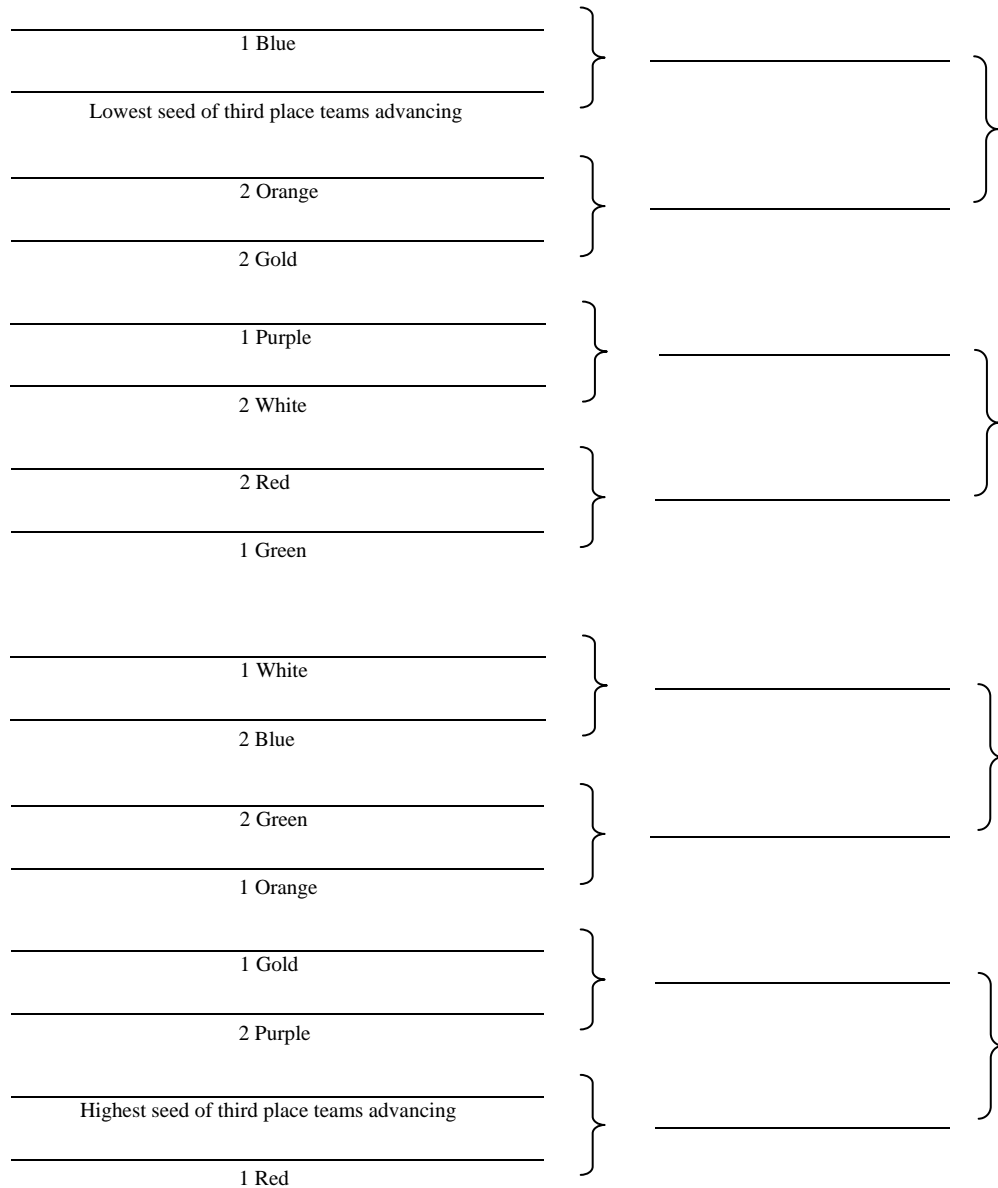 1 Blue
Lowest seed of third place teams advancing
2 Orange
2 Gold
1 Purple
2 White
2 Red
1 Green
1 White
2 Blue
2 Green
1 Orange
1 Gold
2 Purple
Highest seed of third place teams advancing
1 Red